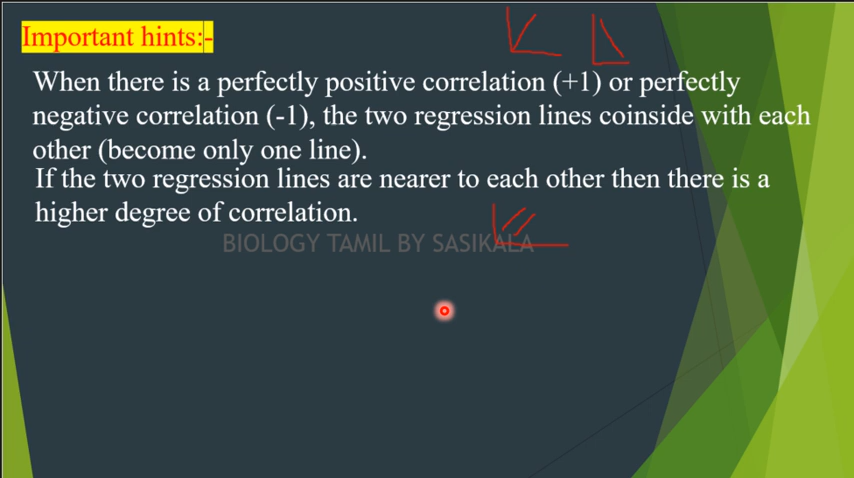 Important hints:-
When there is a perfectly positive correlation (+1) or perfectly
negative correlation (-1), the two regression lines coinside with each
other (become only one line).
If the two regression lines are nearer to each other then there is a
higher degree of correlation.
BIOLOGY TAMIL BY SASIKALA